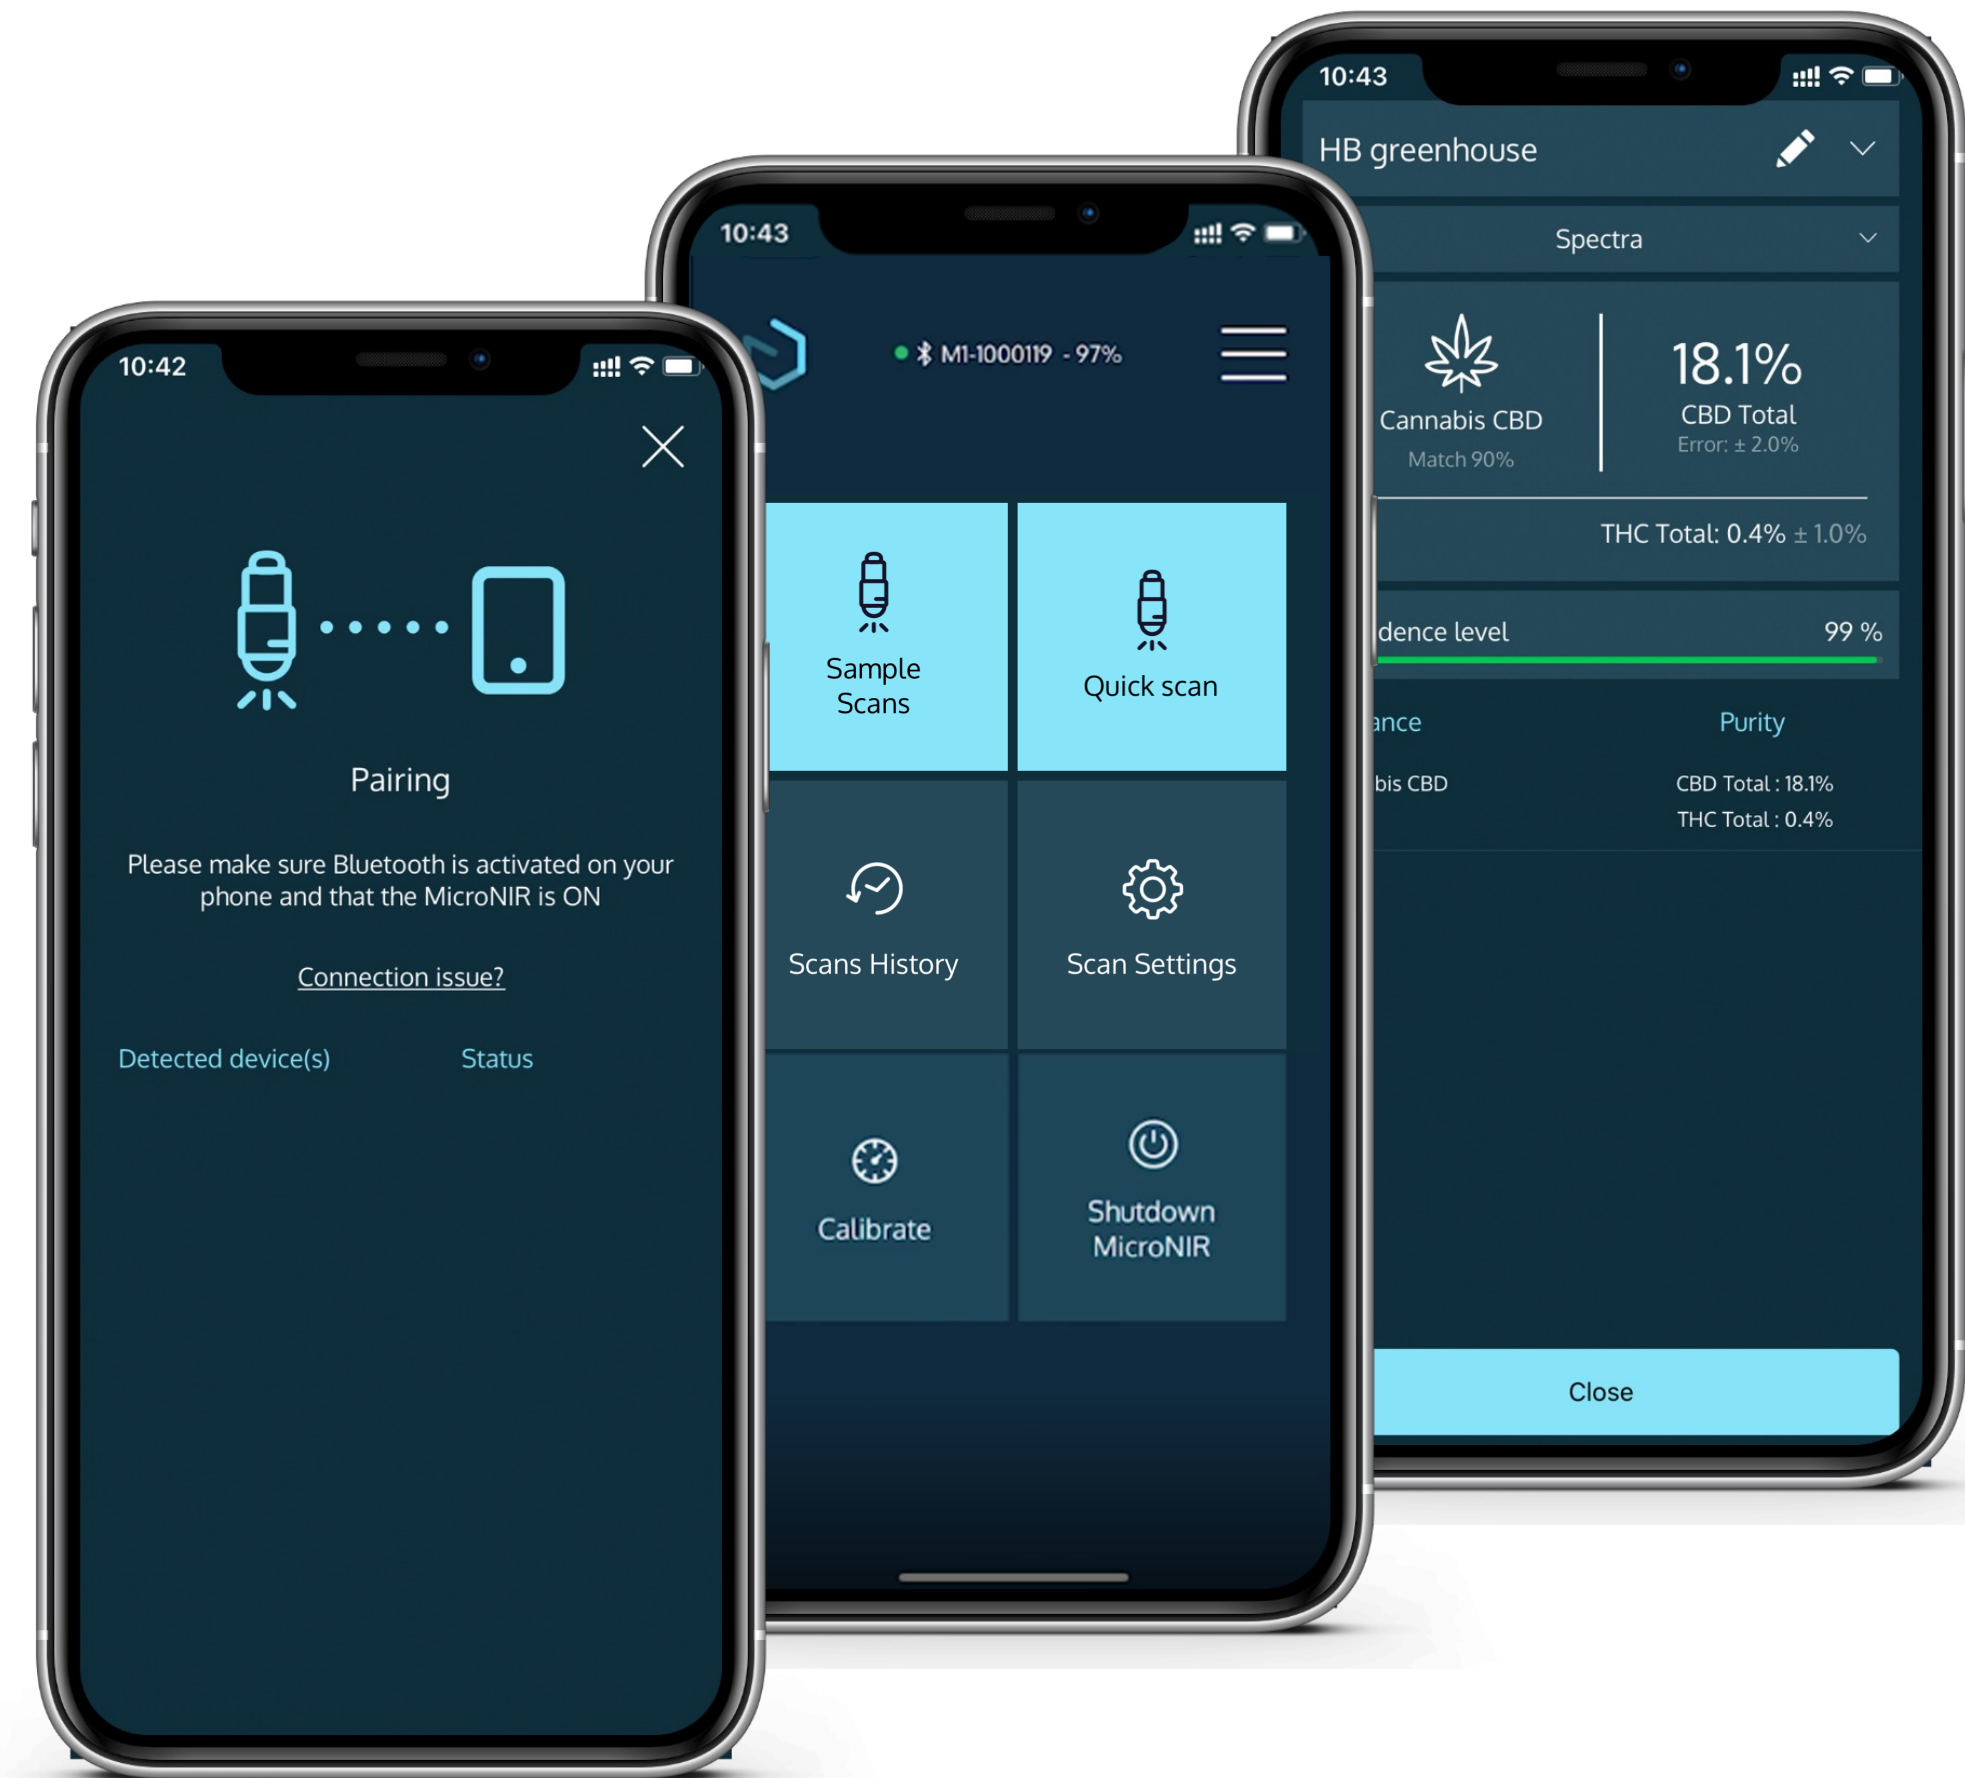 10:42
Pairing
Please make sure Bluetooth is activated on your
phone and that the MicroNIR is ON
Connection issue?
Detected device(s) Status
10:43
M1-1000119 - 97%
Sample
Scans
Quick scan
Scans History
Scan Settings
Calibrate
Shutdown
MicroNIR
10:43
HB greenhouse
Spectra
Cannabis CBD
Match 90%
18.1%
CBD Total
Error: ± 2.0%
THC Total: 0.4% ± 1.0%
dence level 99 %
ance Purity
bis CBD CBD Total : 18.1%
THC Total : 0.4%
Close